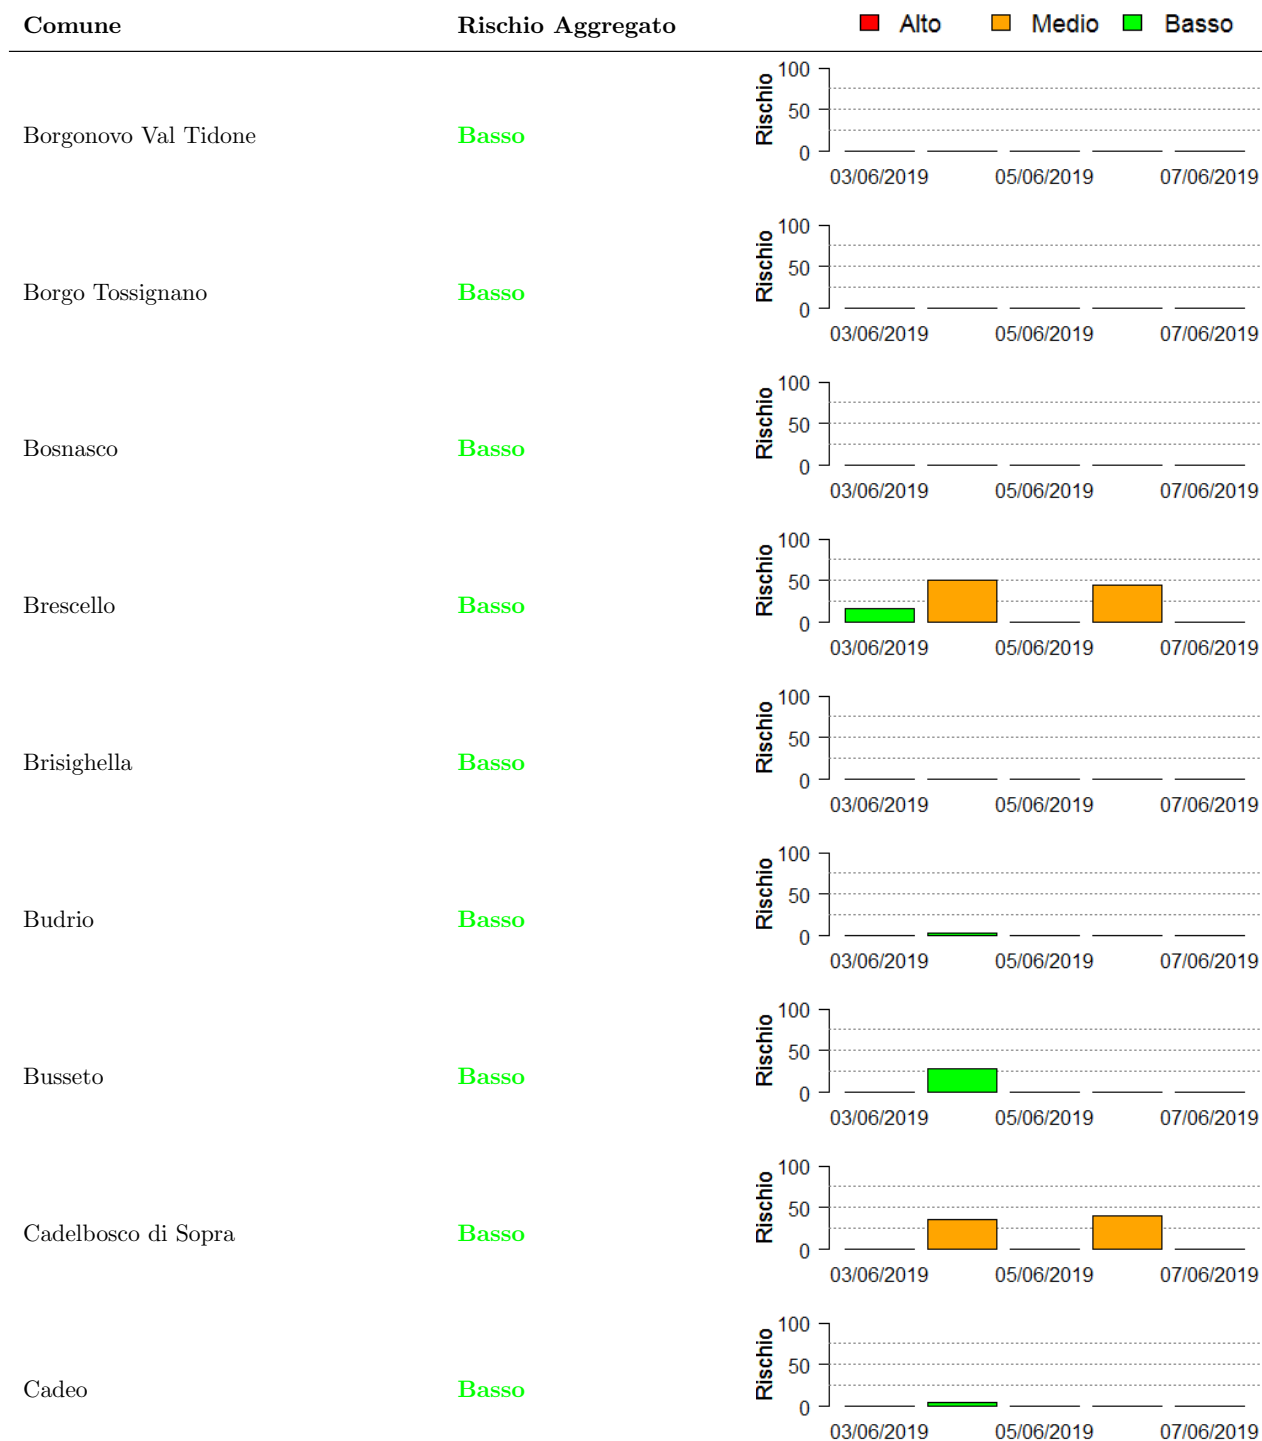 Comune Rischio Aggregato Alto Medio Basso
100
50
0
Rischio
Borgonovo Val Tidone Basso
03/06/2019 05/06/2019 07/06/2019
100
50
0
Rischio
Borgo Tossignano Basso
03/06/2019 05/06/2019 07/06/2019
100
50
0
Rischio
Bosnasco Basso
03/06/2019 05/06/2019 07/06/2019
100
50
0
Rischio
Brescello Basso
03/06/2019 05/06/2019 07/06/2019
100
50
0
Rischio
Brisighella Basso
03/06/2019 05/06/2019 07/06/2019
100
50
0
Rischio
Budrio Basso
03/06/2019 05/06/2019 07/06/2019
100
50
0
Rischio
Busseto Basso
03/06/2019 05/06/2019 07/06/2019
100
50
0
Rischio
Cadelbosco di Sopra Basso
03/06/2019 05/06/2019 07/06/2019
100
50
0
Rischio
Cadeo Basso
03/06/2019 05/06/2019 07/06/2019